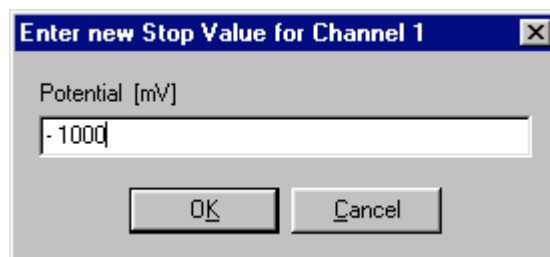 Enter new Stop Value for Channel 1
Potential [mV]
- 1000
OK
Cancel